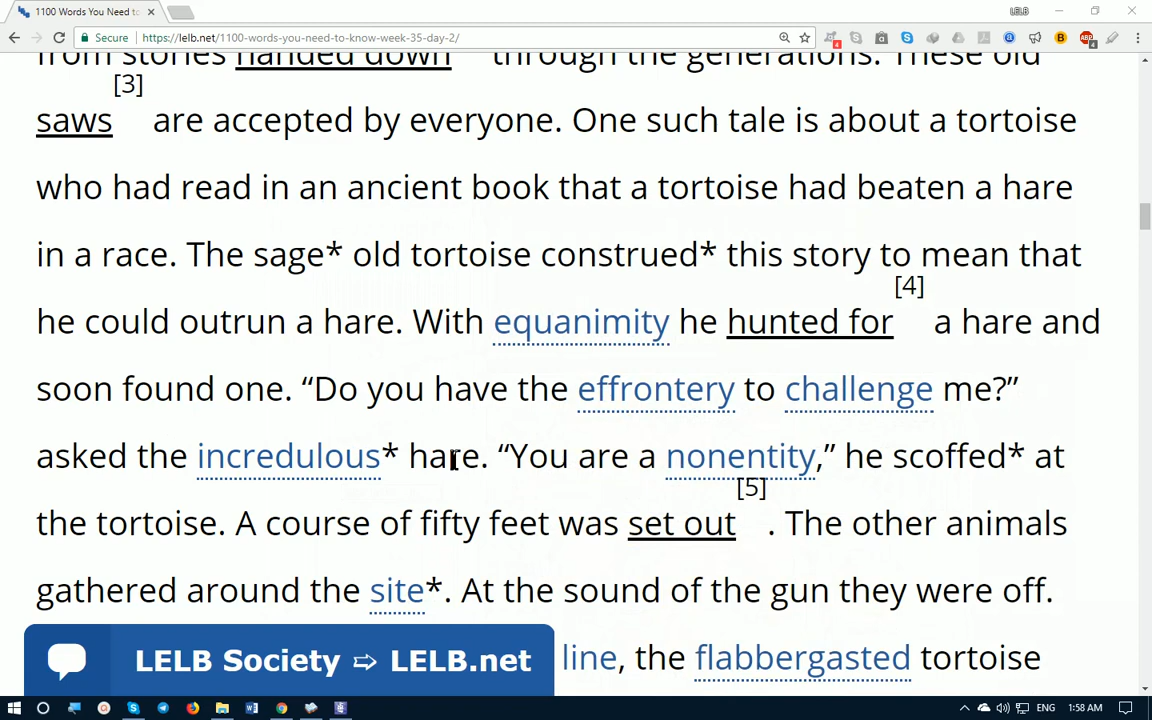 1100 Words You Need to
LELB
Secure https://lelb.net/1100-words-you-need-to-know-week-35-day-2/
from stories handed down through the generations. These old
saws[3] are accepted by everyone. One such tale is about a tortoise
who had read in an ancient book that a tortoise had beaten a hare
in a race. The sage* old tortoise construed* this story to mean that
he could outrun a hare. With equanimity he hunted for[4] a hare and
soon found one. “Do you have the effrontery to challenge me?”
asked the incredulous* hare. “You are a nonentity,” he scoffed* at
the tortoise. A course of fifty feet was set out[5]. The other animals
gathered around the site*. At the sound of the gun they were off.
LELB Society ⇨ LELB.net
line, the flabbergasted tortoise
ENG 1:58 AM